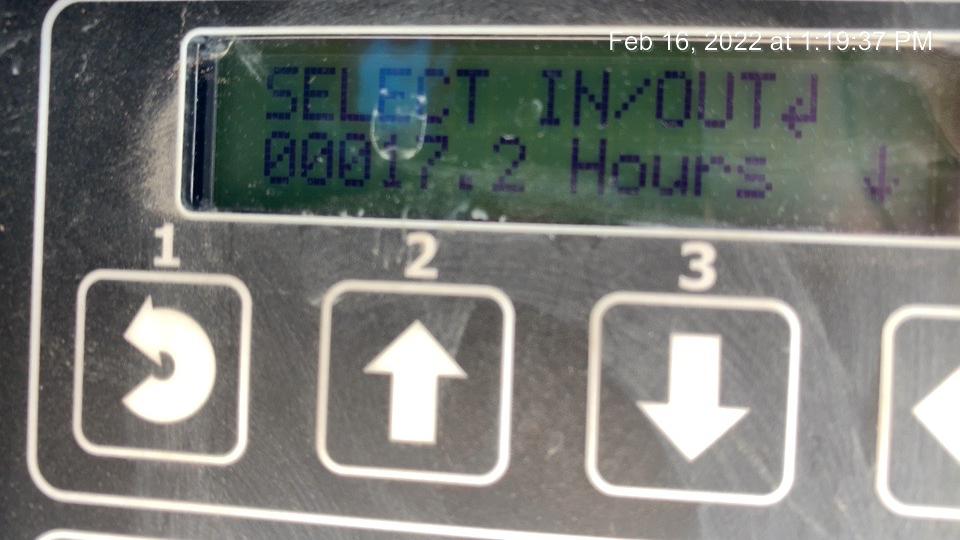 Feb 16, 2022 at 1:19:37 PM
SELECT IN/OUT↵
00017.2 Hours ↓
1 2 3